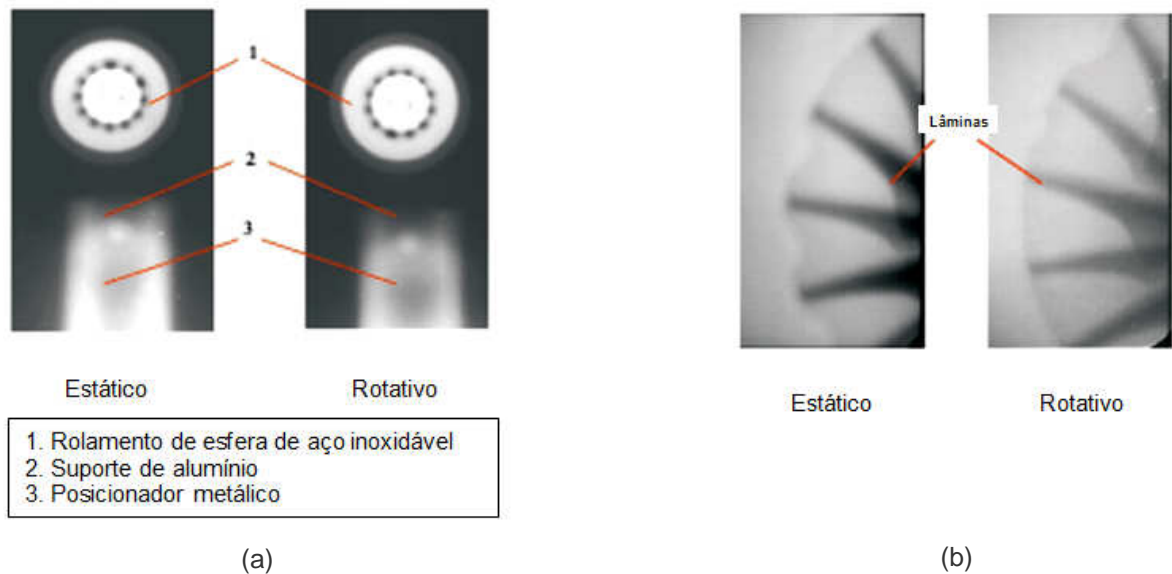 1
2
3
Estático
Rotativo
1. Rolamento de esfera de aço inoxidável
2. Suporte de alumínio
3. Posicionador metálico
(a)
Lâminas
Estático
Rotativo
(b)